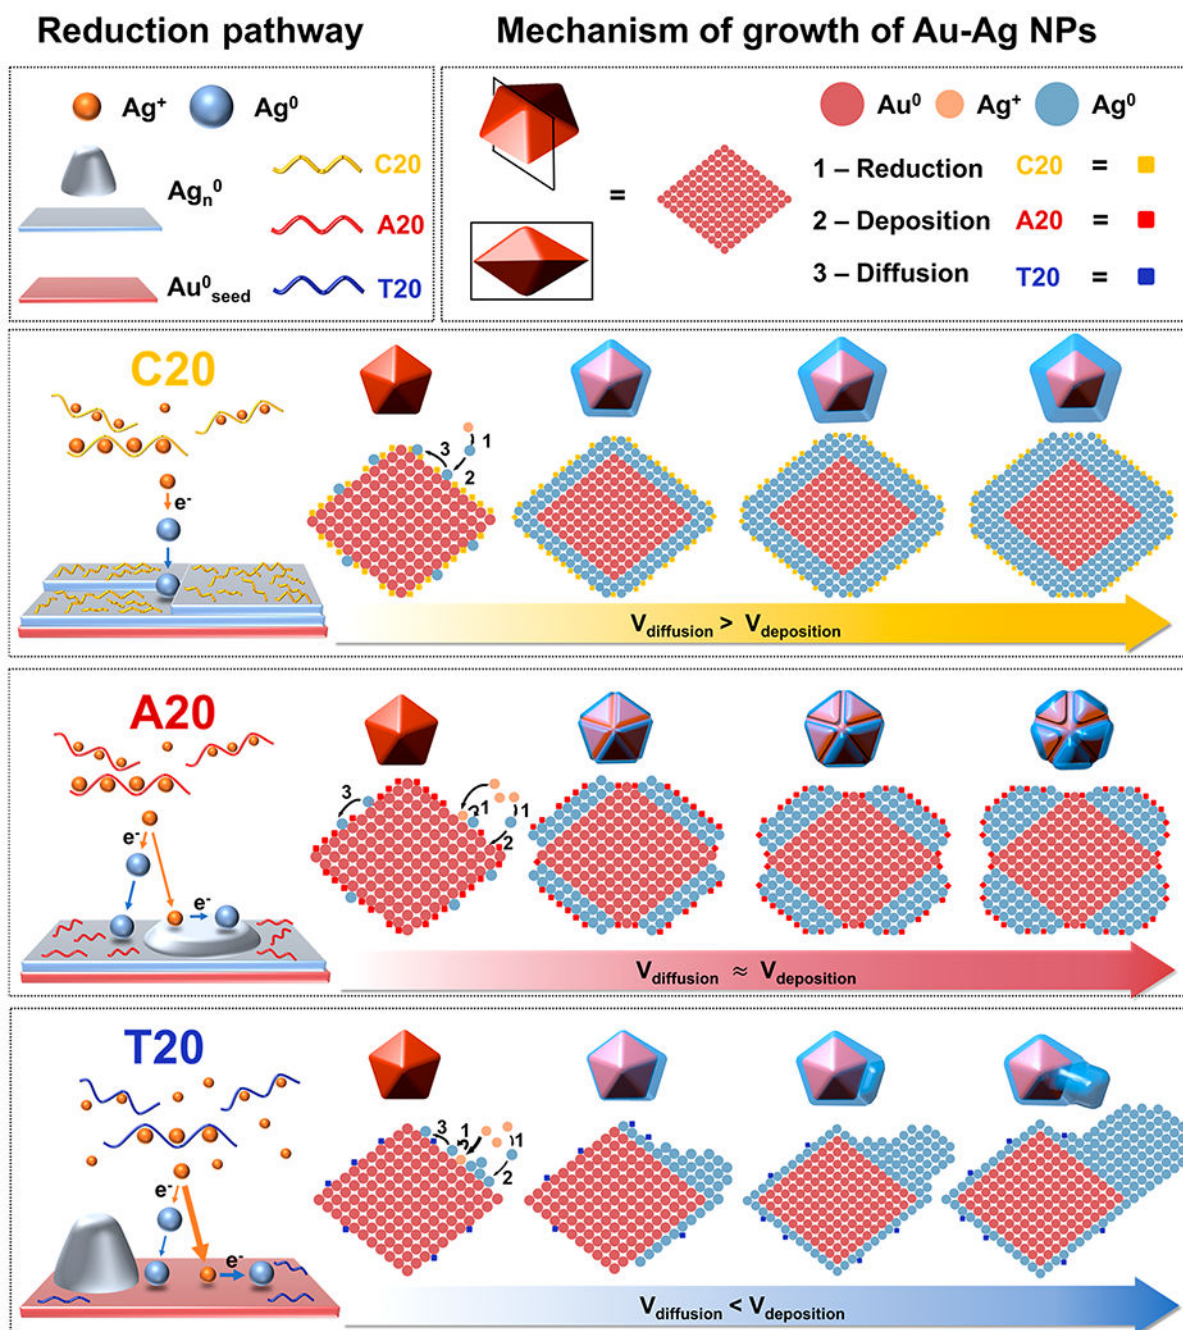 Reduction pathway
Mechanism of growth of Au-Ag NPs
Ag⁺ Ag⁰
Agₙ⁰
Au⁰seed
C20
A20
T20
Au⁰ Ag⁺ Ag⁰
=
1 – Reduction C20 =
2 – Deposition A20 =
3 – Diffusion T20 =
C20
e⁻
1
3
2
Vdiffusion > Vdeposition
A20
e⁻
e⁻
3
1
1
2
2
Vdiffusion ≈ Vdeposition
T20
e⁻
e⁻
3
1
1
3
2
Vdiffusion < Vdeposition